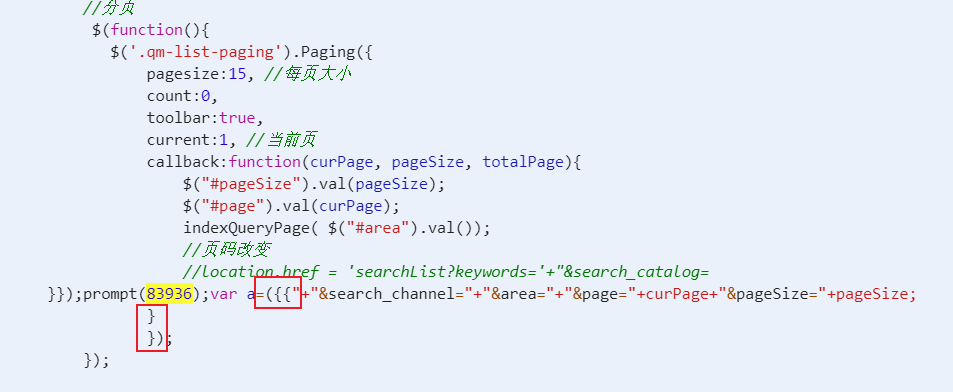 //分页
$(function(){
$('.qm-list-paging').Paging({
pagesize:15, //每页大小
count:0,
toolbar:true,
current:1, //当前页
callback:function(curPage, pageSize, totalPage){
$("#pageSize").val(pageSize);
$("#page").val(curPage);
indexQueryPage( $("#area").val());
//页码改变
//location.href = 'searchList?keywords='+"&search_catalog=
}});prompt(83936);var a=({{"+"&search_channel="+"&area="+"&page="+curPage+"&pageSize="+pageSize;
}
});
});